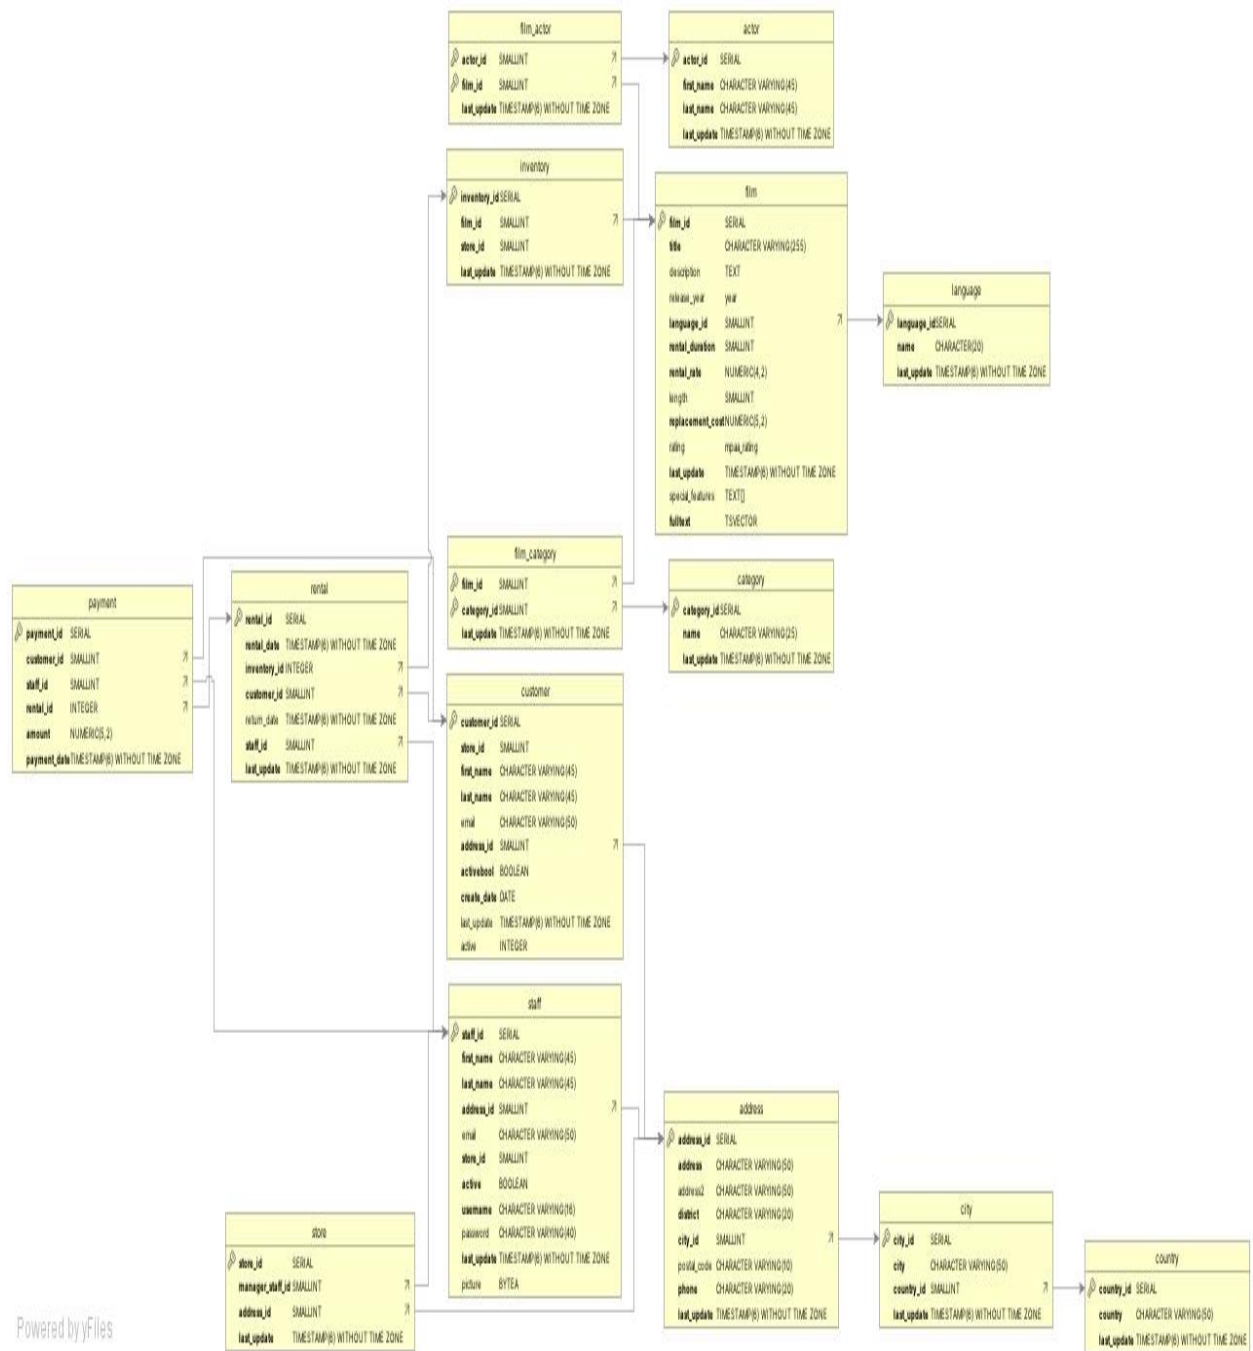 film_actor
actor_id SMALLINT
film_id SMALLINT
last_update TIMESTAMP(6) WITHOUT TIME ZONE
actor
actor_id SERIAL
first_name CHARACTER VARYING(45)
last_name CHARACTER VARYING(45)
last_update TIMESTAMP(6) WITHOUT TIME ZONE
inventory
inventory_id SERIAL
film_id SMALLINT
store_id SMALLINT
last_update TIMESTAMP(6) WITHOUT TIME ZONE
film
film_id SERIAL
title CHARACTER VARYING(255)
description TEXT
release_year year
language_id SMALLINT
rental_duration SMALLINT
rental_rate NUMERIC(4,2)
length SMALLINT
replacement_cost NUMERIC(5,2)
rating mpaa_rating
last_update TIMESTAMP(6) WITHOUT TIME ZONE
special_features TEXT[]
fulltext TSVECTOR
language
language_id SERIAL
name CHARACTER(20)
last_update TIMESTAMP(6) WITHOUT TIME ZONE
film_category
film_id SMALLINT
category_id SMALLINT
last_update TIMESTAMP(6) WITHOUT TIME ZONE
category
category_id SERIAL
name CHARACTER VARYING(25)
last_update TIMESTAMP(6) WITHOUT TIME ZONE
payment
payment_id SERIAL
customer_id SMALLINT
staff_id SMALLINT
rental_id INTEGER
amount NUMERIC(5,2)
payment_date TIMESTAMP(6) WITHOUT TIME ZONE
rental
rental_id SERIAL
rental_date TIMESTAMP(6) WITHOUT TIME ZONE
inventory_id INTEGER
customer_id SMALLINT
return_date TIMESTAMP(6) WITHOUT TIME ZONE
staff_id SMALLINT
last_update TIMESTAMP(6) WITHOUT TIME ZONE
customer
customer_id SERIAL
store_id SMALLINT
first_name CHARACTER VARYING(45)
last_name CHARACTER VARYING(45)
email CHARACTER VARYING(50)
address_id SMALLINT
activebool BOOLEAN
create_date DATE
last_update TIMESTAMP(6) WITHOUT TIME ZONE
active INTEGER
staff
staff_id SERIAL
first_name CHARACTER VARYING(45)
last_name CHARACTER VARYING(45)
address_id SMALLINT
email CHARACTER VARYING(50)
store_id SMALLINT
active BOOLEAN
username CHARACTER VARYING(16)
password CHARACTER VARYING(40)
last_update TIMESTAMP(6) WITHOUT TIME ZONE
picture BYTEA
store
store_id SERIAL
manager_staff_id SMALLINT
address_id SMALLINT
last_update TIMESTAMP(6) WITHOUT TIME ZONE
address
address_id SERIAL
address CHARACTER VARYING(50)
address2 CHARACTER VARYING(50)
district CHARACTER VARYING(20)
city_id SMALLINT
postal_code CHARACTER VARYING(10)
phone CHARACTER VARYING(20)
last_update TIMESTAMP(6) WITHOUT TIME ZONE
city
city_id SERIAL
city CHARACTER VARYING(50)
country_id SMALLINT
last_update TIMESTAMP(6) WITHOUT TIME ZONE
country
country_id SERIAL
country CHARACTER VARYING(50)
last_update TIMESTAMP(6) WITHOUT TIME ZONE
Powered by yFiles